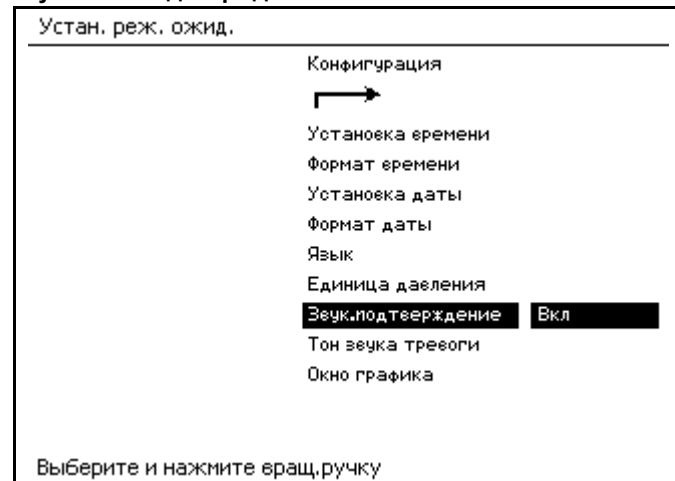 Устан. реж. ожид.
Конфигурация
Установка времени
Формат времени
Установка даты
Формат даты
Язык
Единица давления
Звук.подтверждение Вкл
Тон звука тревоги
Окно графика
Выберите и нажмите вращ.ручку